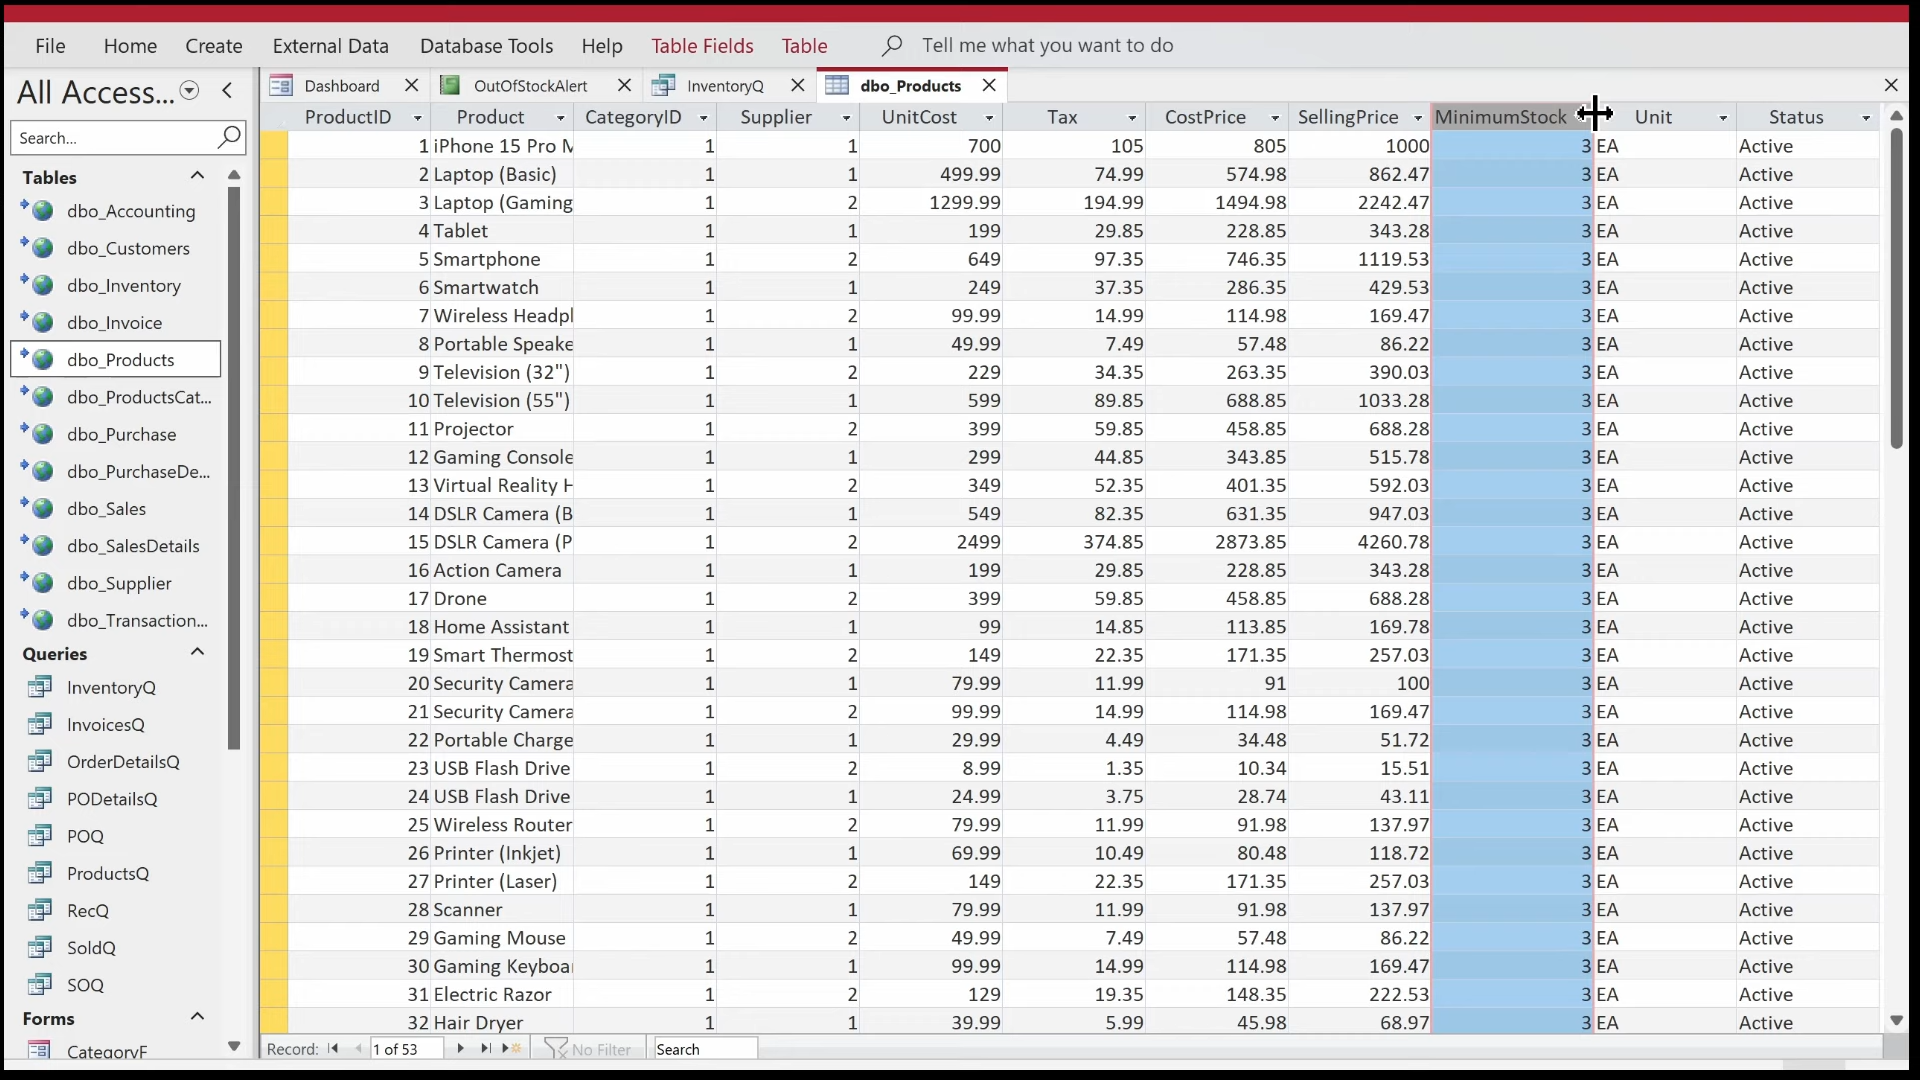 File Home Create External Data Database Tools Help Table Fields Table Tell me what you want to do
All Access... Dashboard OutOfStockAlert InventoryQ dbo_Products
Search...
Tables
dbo_Accounting
dbo_Customers
dbo_Inventory
dbo_Invoice
dbo_Products
dbo_ProductsCat...
dbo_Purchase
dbo_PurchaseDe...
dbo_Sales
dbo_SalesDetails
dbo_Supplier
dbo_Transaction...
Queries
InventoryQ
InvoicesQ
OrderDetailsQ
PODetailsQ
POQ
ProductsQ
RecQ
SoldQ
SOQ
Forms
CategoryF
ProductID Product CategoryID Supplier UnitCost Tax CostPrice SellingPrice MinimumStock Unit Status
1 iPhone 15 Pro M 1 1 700 105 805 1000 3 EA Active
2 Laptop (Basic) 1 1 499.99 74.99 574.98 862.47 3 EA Active
3 Laptop (Gaming 1 2 1299.99 194.99 1494.98 2242.47 3 EA Active
4 Tablet 1 1 199 29.85 228.85 343.28 3 EA Active
5 Smartphone 1 2 649 97.35 746.35 1119.53 3 EA Active
6 Smartwatch 1 1 249 37.35 286.35 429.53 3 EA Active
7 Wireless Headpl 1 2 99.99 14.99 114.98 169.47 3 EA Active
8 Portable Speake 1 1 49.99 7.49 57.48 86.22 3 EA Active
9 Television (32") 1 2 229 34.35 263.35 390.03 3 EA Active
10 Television (55") 1 1 599 89.85 688.85 1033.28 3 EA Active
11 Projector 1 2 399 59.85 458.85 688.28 3 EA Active
12 Gaming Console 1 1 299 44.85 343.85 515.78 3 EA Active
13 Virtual Reality H 1 2 349 52.35 401.35 592.03 3 EA Active
14 DSLR Camera (B 1 1 549 82.35 631.35 947.03 3 EA Active
15 DSLR Camera (P 1 2 2499 374.85 2873.85 4260.78 3 EA Active
16 Action Camera 1 1 199 29.85 228.85 343.28 3 EA Active
17 Drone 1 2 399 59.85 458.85 688.28 3 EA Active
18 Home Assistant 1 1 99 14.85 113.85 169.78 3 EA Active
19 Smart Thermost 1 2 149 22.35 171.35 257.03 3 EA Active
20 Security Camera 1 1 79.99 11.99 91 100 3 EA Active
21 Security Camera 1 2 99.99 14.99 114.98 169.47 3 EA Active
22 Portable Charge 1 1 29.99 4.49 34.48 51.72 3 EA Active
23 USB Flash Drive 1 2 8.99 1.35 10.34 15.51 3 EA Active
24 USB Flash Drive 1 1 24.99 3.75 28.74 43.11 3 EA Active
25 Wireless Router 1 2 79.99 11.99 91.98 137.97 3 EA Active
26 Printer (Inkjet) 1 1 69.99 10.49 80.48 118.72 3 EA Active
27 Printer (Laser) 1 2 149 22.35 171.35 257.03 3 EA Active
28 Scanner 1 1 79.99 11.99 91.98 137.97 3 EA Active
29 Gaming Mouse 1 2 49.99 7.49 57.48 86.22 3 EA Active
30 Gaming Keyboa 1 1 99.99 14.99 114.98 169.47 3 EA Active
31 Electric Razor 1 2 129 19.35 148.35 222.53 3 EA Active
32 Hair Dryer 1 1 39.99 5.99 45.98 68.97 3 EA Active
Record: 1 of 53 No Filter Search